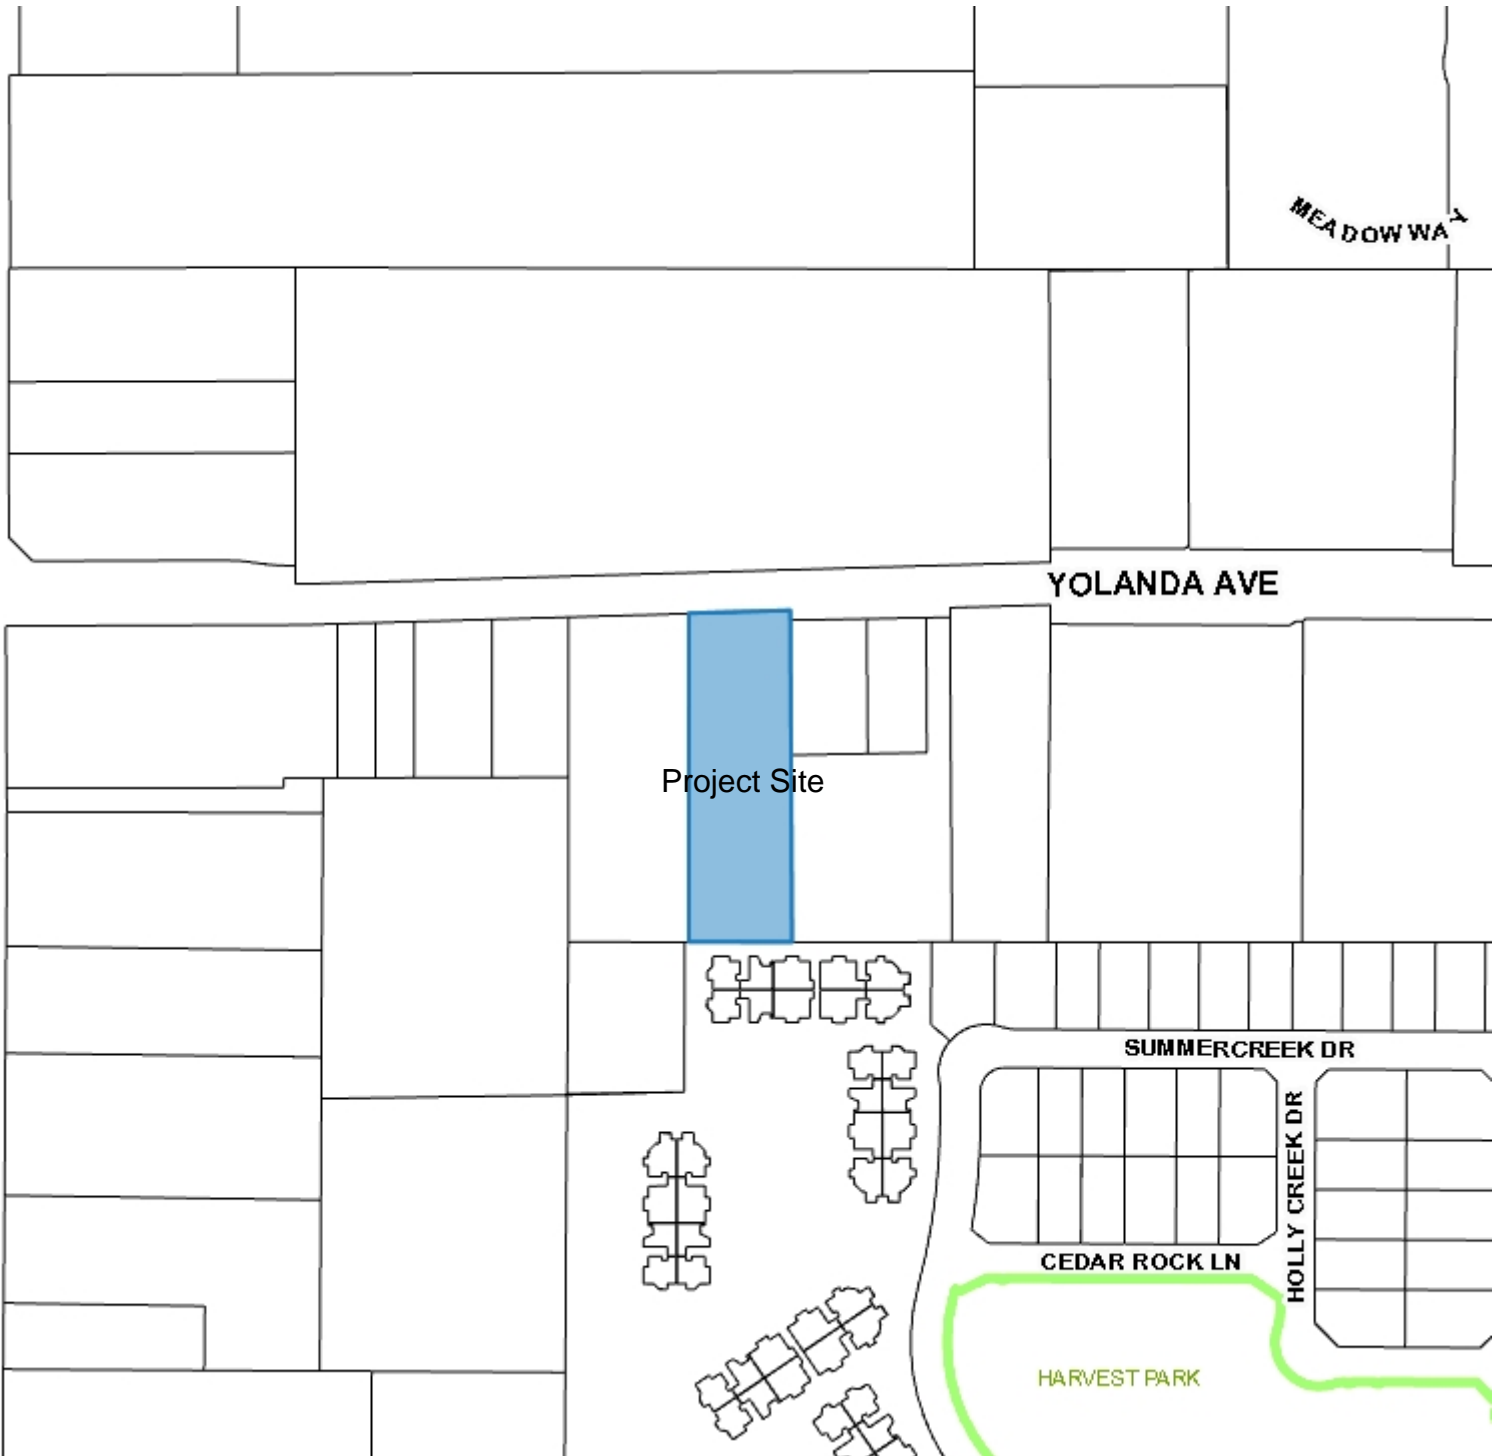 MEADOW WAY
YOLANDA AVE
Project Site
SUMMERCREEK DR
HOLLY CREEK DR
CEDAR ROCK LN
HARVEST PARK